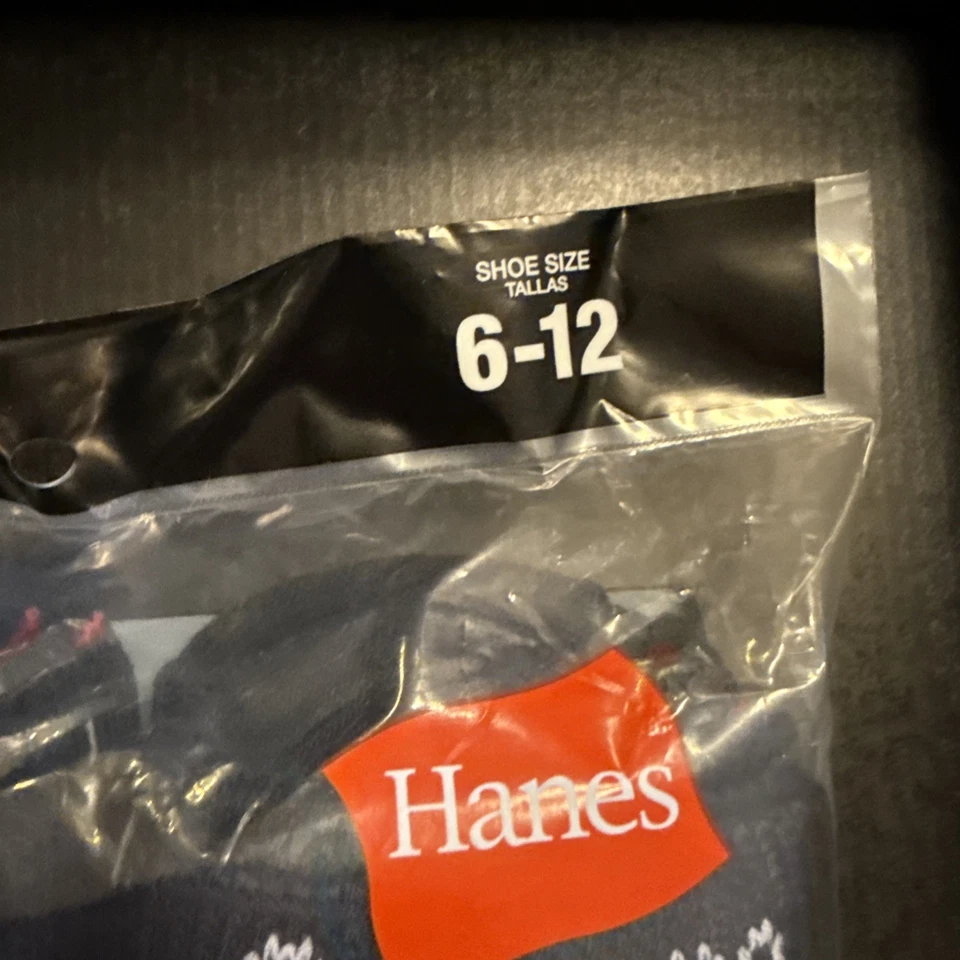 SHOE SIZE
TALLAS
6-12
Hanes